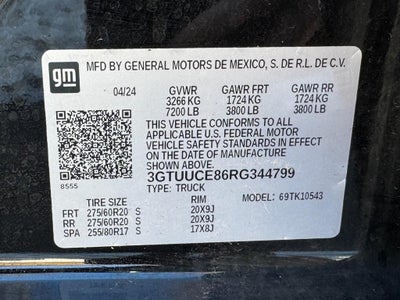 gm
MFD BY GENERAL MOTORS DE MEXICO, S. DE R.L. DE C.V.
04/24 GVWR GAWR FRT GAWR RR
3266 KG 1724 KG 1724 KG
7200 LB 3800 LB 3800 LB
THIS VEHICLE CONFORMS TO ALL
APPLICABLE U.S. FEDERAL MOTOR
VEHICLE SAFETY STANDARDS IN EFFECT
ON THE DATE OF MANUFACTURE SHOWN ABOVE.
3GTUUCE86RG344799
8555 TYPE: TRUCK
MODEL: 69TK10543
TIRE SIZE RIM
FRT 275/60R20 S 20X9J
RR 275/60R20 S 20X9J
SPA 255/80R17 S 17X8J